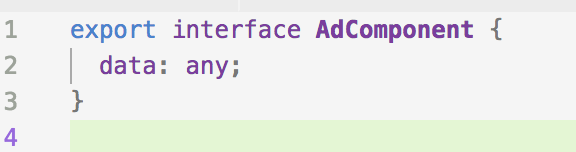 1 export interface AdComponent {
2 data: any;
3 }
4